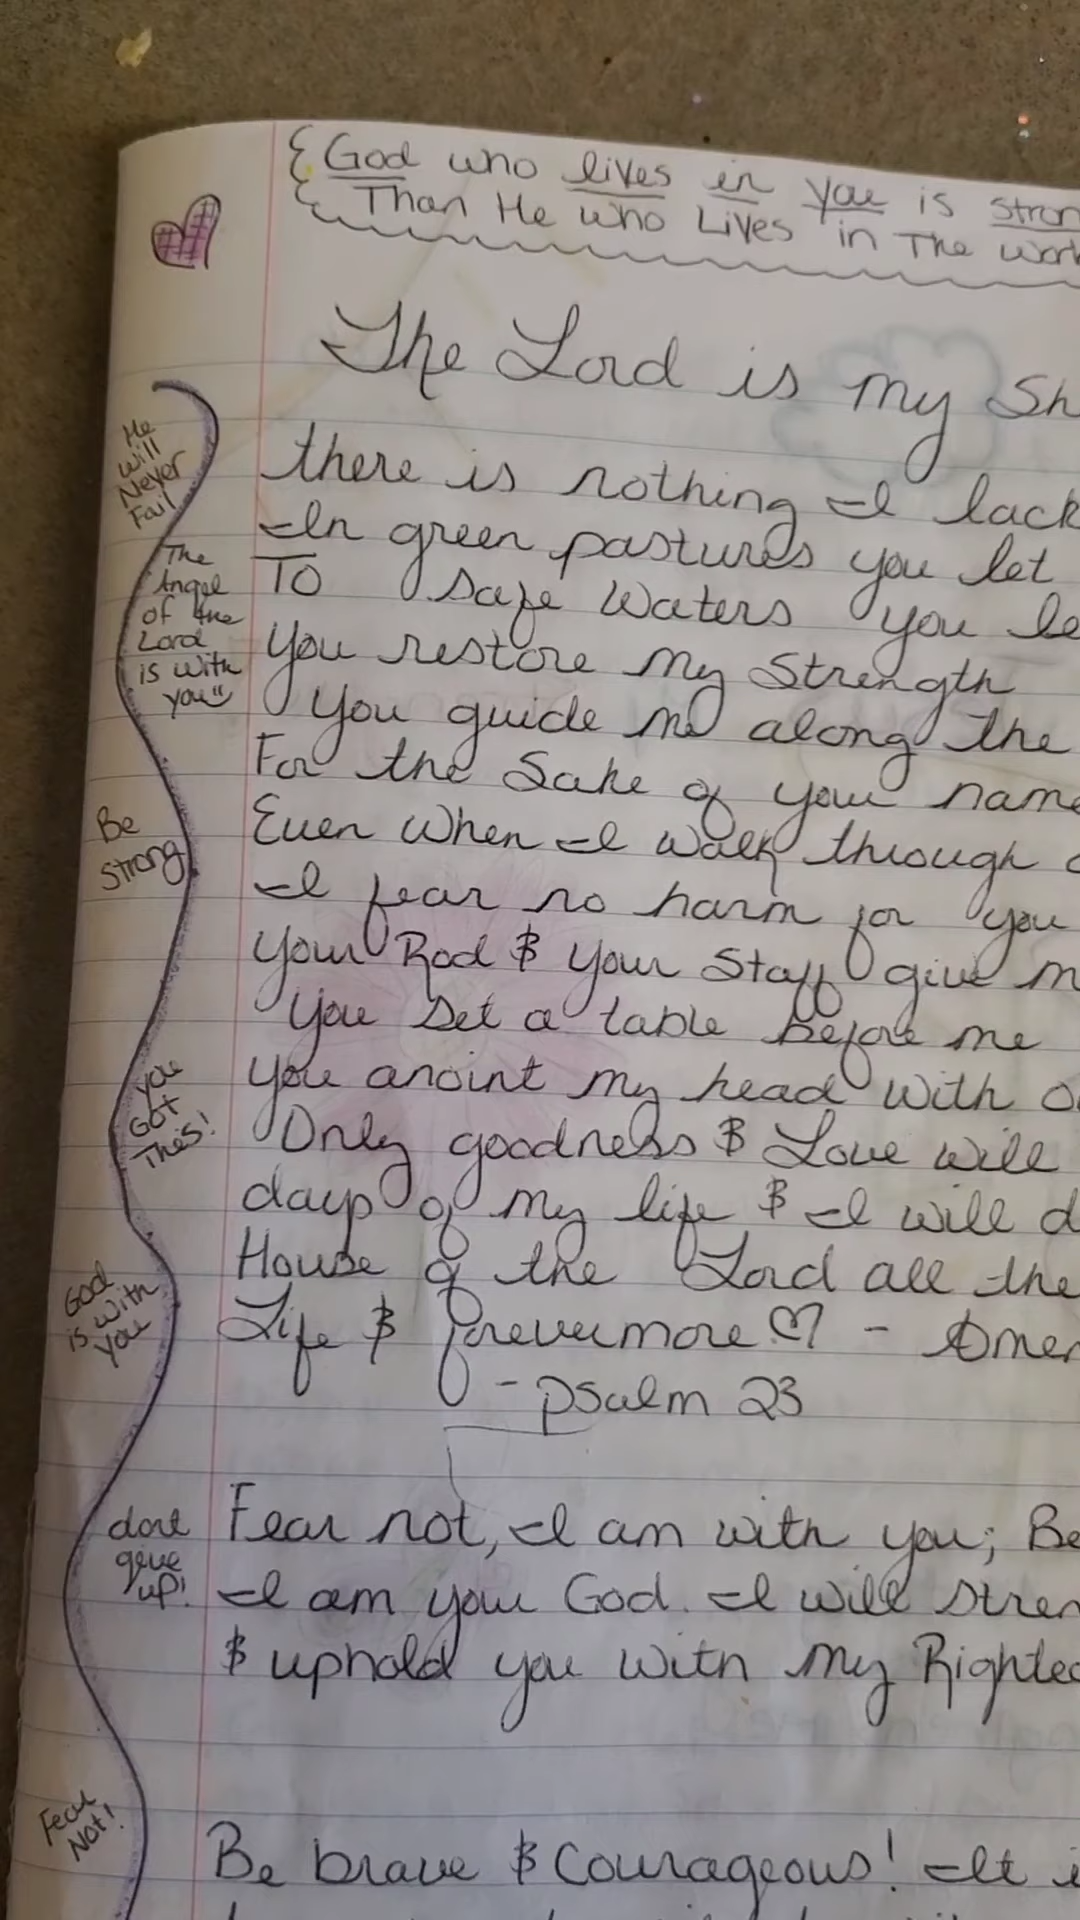 God who lives in you is stron
Than He who Lives in The worl
The Lord is my Sh
there is nothing I lack
In green pastures you let
To safe waters you le
You restore my Strength
You guide me along the
For the Sake of your name
Even when I walk through
I fear no harm for you
Your Rod & Your Staff give m
You set a table before me
You anoint my head with o
Only goodness & Love will
days of my life & I will d
House of the Lord all the
Life & forevermore ♡ - Amen
- Psalm 23
Fear not, I am with you; Be
I am your God. I will stren
& uphold you with my Righteo
Be brave & Courageous! It i
He
will
Never
Fail
The
Angel
of the
Lord
is with
you
Be
Strong
you
Got
This!
God
is with
you
dont
give
up!
Fear
Not!